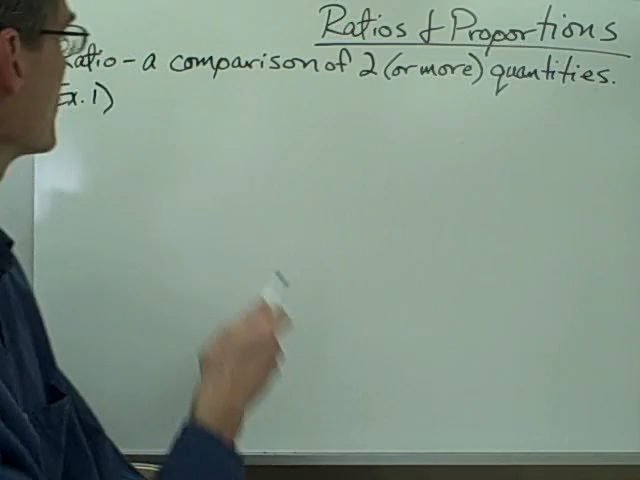 Ratios & Proportions
Ratio - a comparison of 2 (or more) quantities.
Ex. 1)